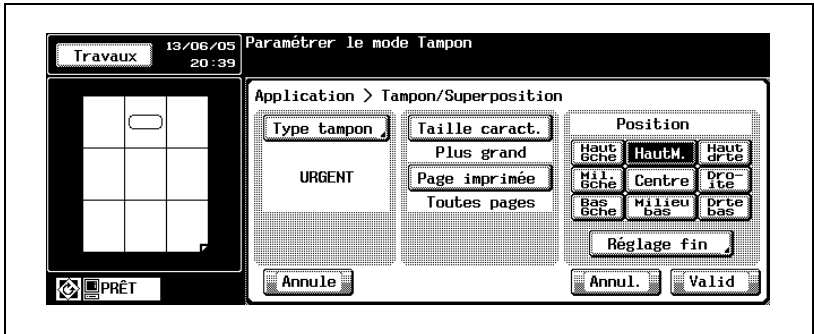 Travaux
13/06/05
20:39
Paramétrer le mode Tampon
Application > Tampon/Superposition
Type tampon
URGENT
Taille caract.
Plus grand
Page imprimée
Toutes pages
Position
Haut Gche
HautM.
Haut drte
Mil. Gche
Centre
Dro-ite
Bas Gche
Milieu bas
Drte bas
Réglage fin
PRÊT
Annule
Annul.
Valid